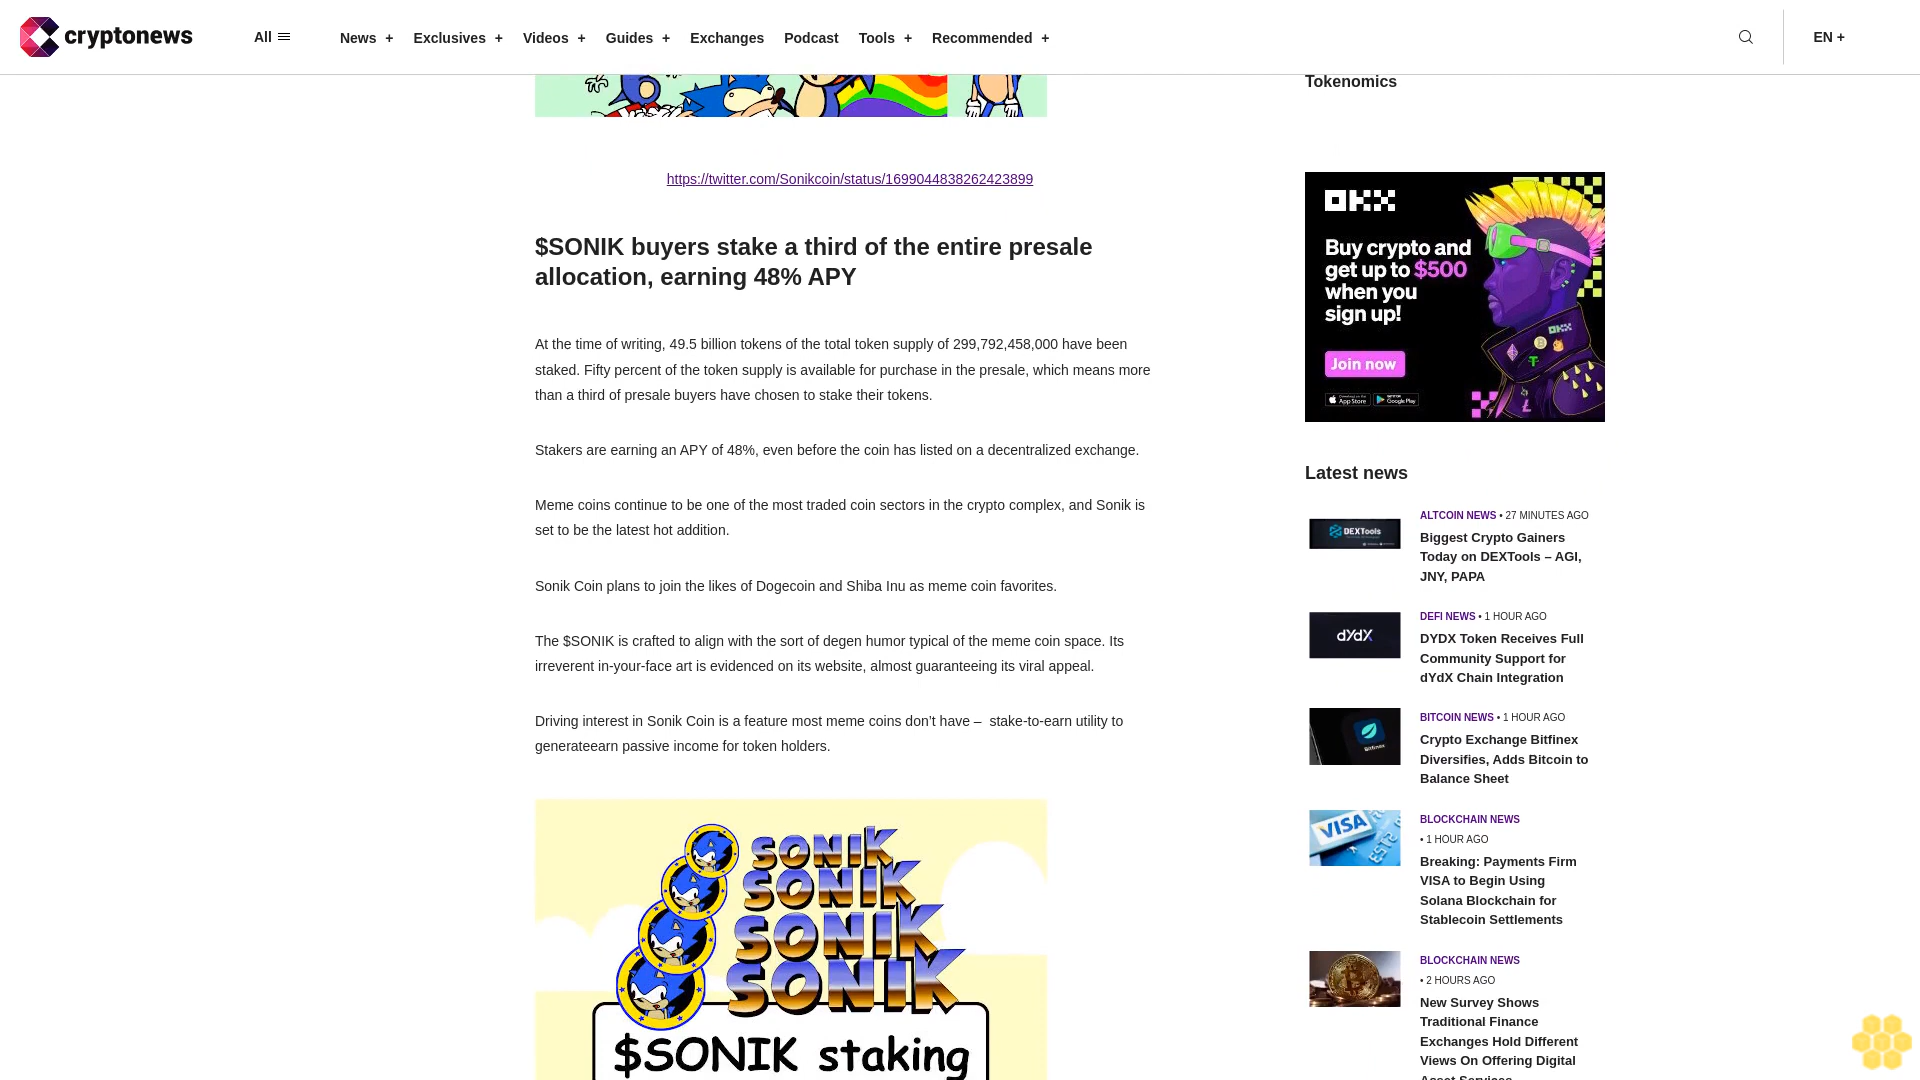 cryptonews
All
News + Exclusives + Videos + Guides + Exchanges Podcast Tools + Recommended +
EN +
https://twitter.com/Sonikcoin/status/1699044838262423899
$SONIK buyers stake a third of the entire presale
allocation, earning 48% APY
At the time of writing, 49.5 billion tokens of the total token supply of 299,792,458,000 have been
staked. Fifty percent of the token supply is available for purchase in the presale, which means more
than a third of presale buyers have chosen to stake their tokens.
Stakers are earning an APY of 48%, even before the coin has listed on a decentralized exchange.
Meme coins continue to be one of the most traded coin sectors in the crypto complex, and Sonik is
set to be the latest hot addition.
Sonik Coin plans to join the likes of Dogecoin and Shiba Inu as meme coin favorites.
The $SONIK is crafted to align with the sort of degen humor typical of the meme coin space. Its
irreverent in-your-face art is evidenced on its website, almost guaranteeing its viral appeal.
Driving interest in Sonik Coin is a feature most meme coins don’t have –  stake-to-earn utility to
generateearn passive income for token holders.
SONIK
SONIK
SONIK
SONIK
$SONIK staking
Tokenomics
OKX
Buy crypto and
get up to $500
when you
sign up!
Join now
App Store
Google Play
Latest news
DEXTools
ALTCOIN NEWS • 27 MINUTES AGO
Biggest Crypto Gainers
Today on DEXTools – AGI,
JNY, PAPA
dYdX
DEFI NEWS • 1 HOUR AGO
DYDX Token Receives Full
Community Support for
dYdX Chain Integration
Bitfinex
BITCOIN NEWS • 1 HOUR AGO
Crypto Exchange Bitfinex
Diversifies, Adds Bitcoin to
Balance Sheet
VISA
BLOCKCHAIN NEWS
• 1 HOUR AGO
Breaking: Payments Firm
VISA to Begin Using
Solana Blockchain for
Stablecoin Settlements
BLOCKCHAIN NEWS
• 2 HOURS AGO
New Survey Shows
Traditional Finance
Exchanges Hold Different
Views On Offering Digital
Asset Services